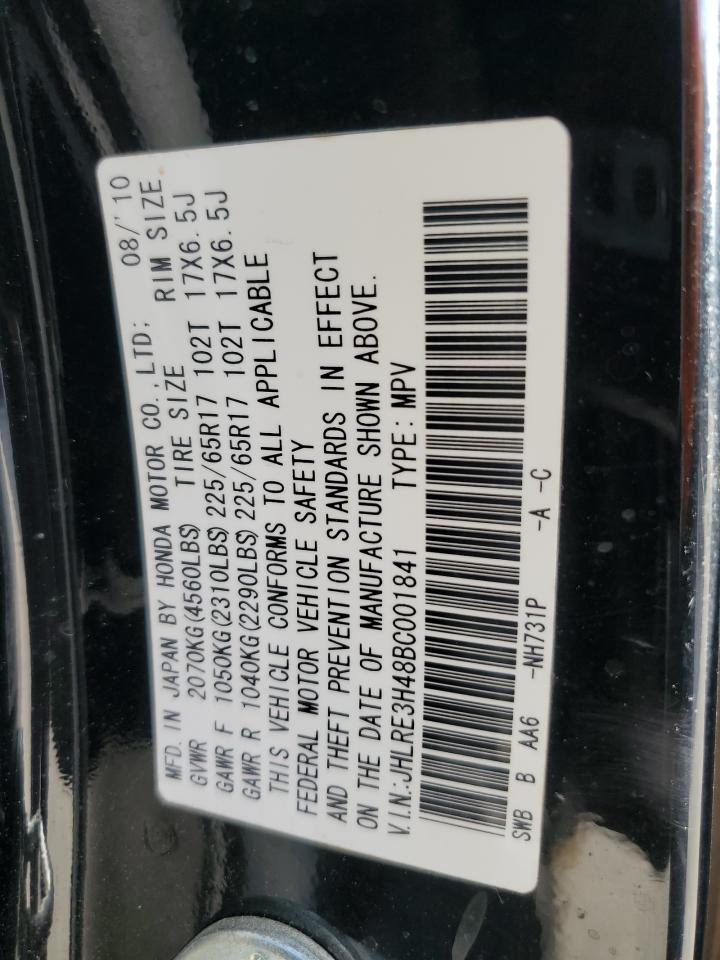 MFD. IN JAPAN BY HONDA MOTOR CO., LTD; 08/'10
GVWR 2070KG(4560LBS) TIRE SIZE RIM SIZE
GAWR F 1050KG(2310LBS) 225/65R17 102T 17X6.5J
GAWR R 1040KG(2290LBS) 225/65R17 102T 17X6.5J
THIS VEHICLE CONFORMS TO ALL APPLICABLE
FEDERAL MOTOR VEHICLE SAFETY
AND THEFT PREVENTION STANDARDS IN EFFECT
ON THE DATE OF MANUFACTURE SHOWN ABOVE.
V.I.N.:JHLRE3H48BC001841 TYPE:MPV
SWB B AA6 -NH731P -A -C